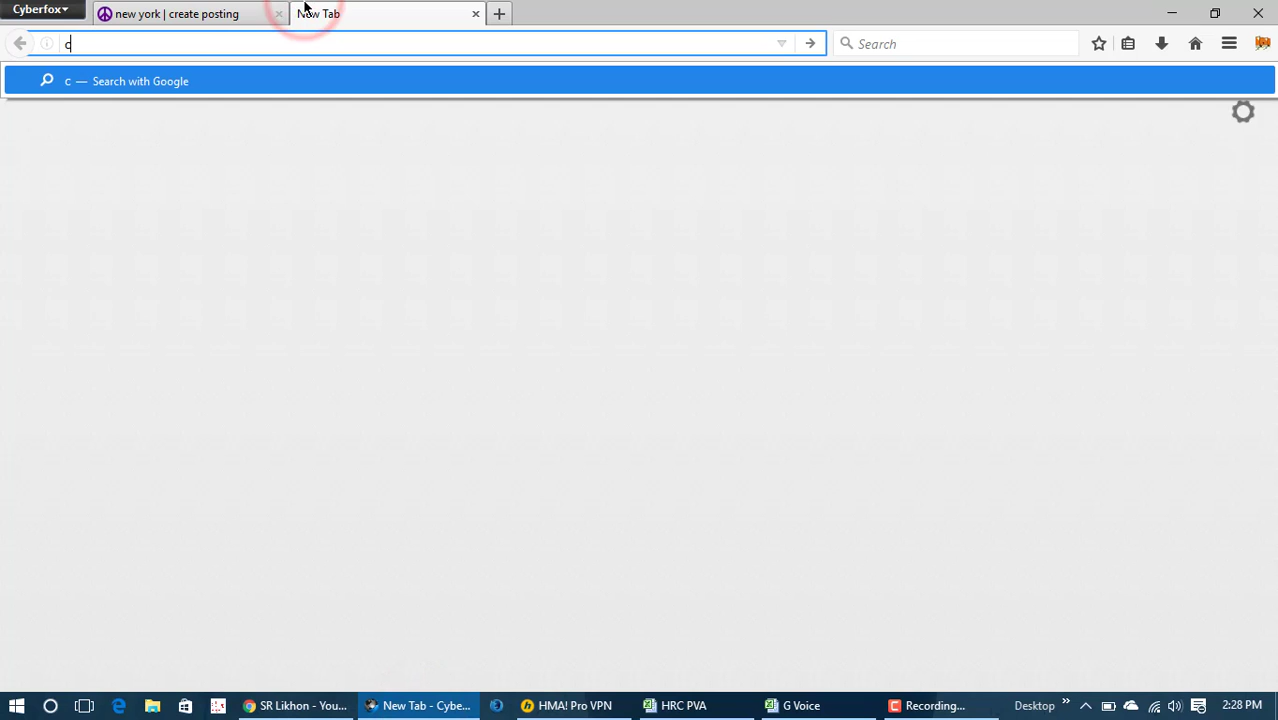 Cyberfox
new york | create posting
New Tab
c
Search
c — Search with Google
SR Likhon - You...
New Tab - Cybe...
HMA! Pro VPN
HRC PVA
G Voice
Recording...
Desktop
2:28 PM